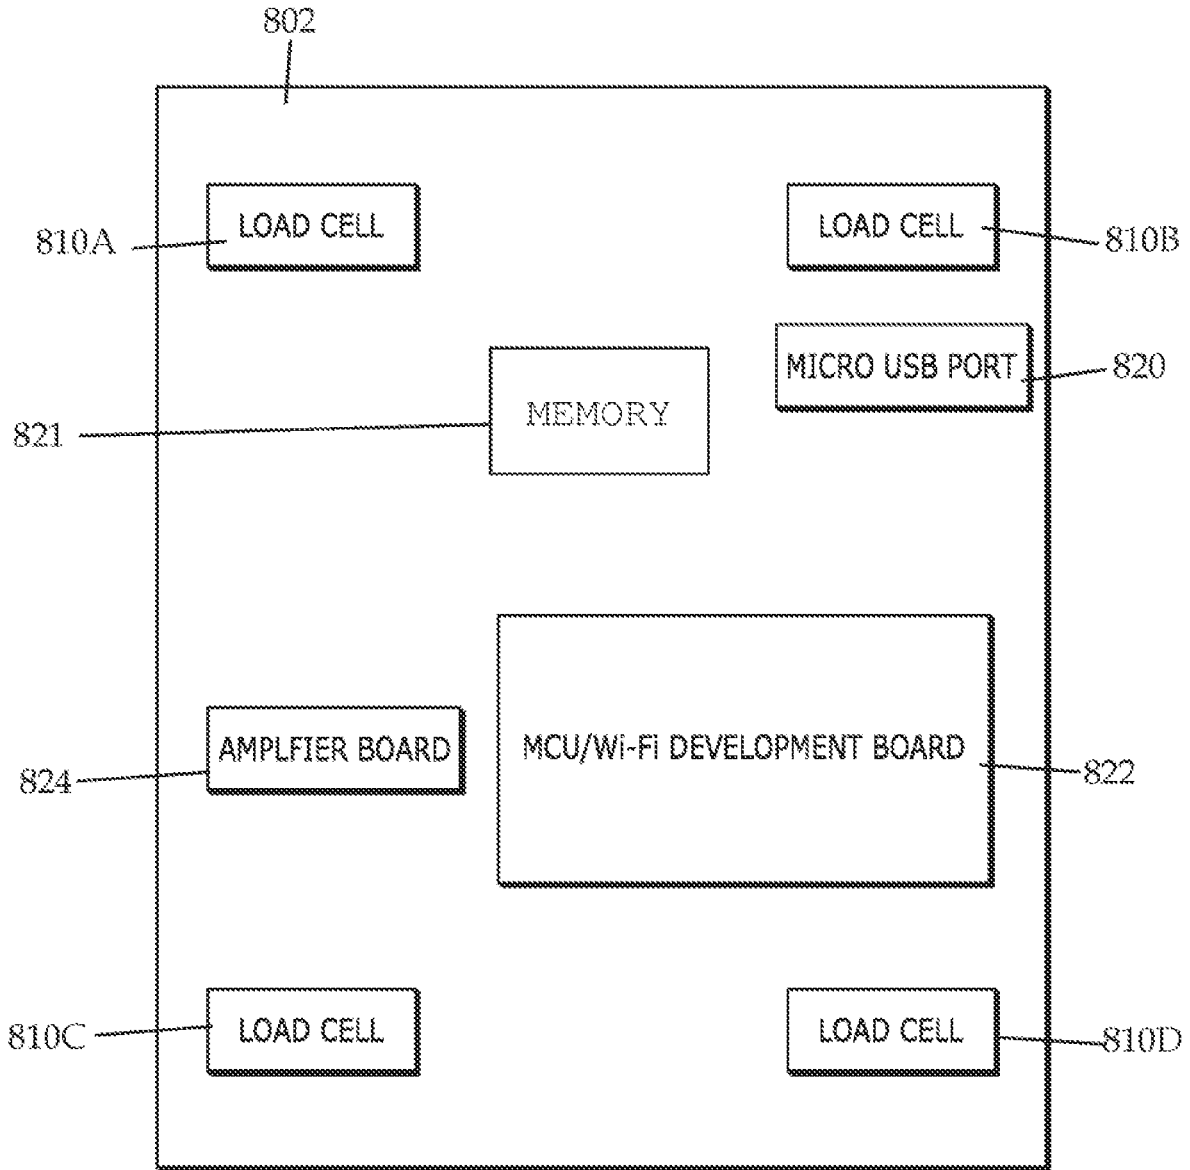 802
LOAD CELL
LOAD CELL
810A
810B
MICRO USB PORT
820
MEMORY
821
AMPLFIER BOARD
MCU/Wi-Fi DEVELOPMENT BOARD
824
822
810C
LOAD CELL
LOAD CELL
810D